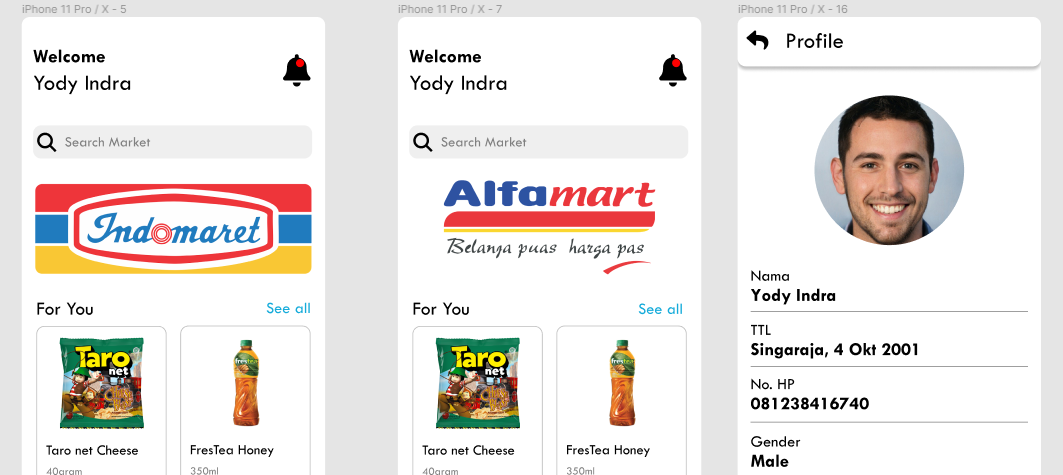 iPhone 11 Pro / X - 5
Welcome
Yody Indra
Search Market
Indomaret
For You
See all
Taro
net
Taro net Cheese
40gram
frestea
FresTea Honey
350ml
iPhone 11 Pro / X - 7
Welcome
Yody Indra
Search Market
Alfamart
Belanja puas harga pas
For You
See all
Taro
net
Taro net Cheese
40gram
frestea
FresTea Honey
350ml
iPhone 11 Pro / X - 16
Profile
Nama
Yody Indra
TTL
Singaraja, 4 Okt 2001
No. HP
081238416740
Gender
Male